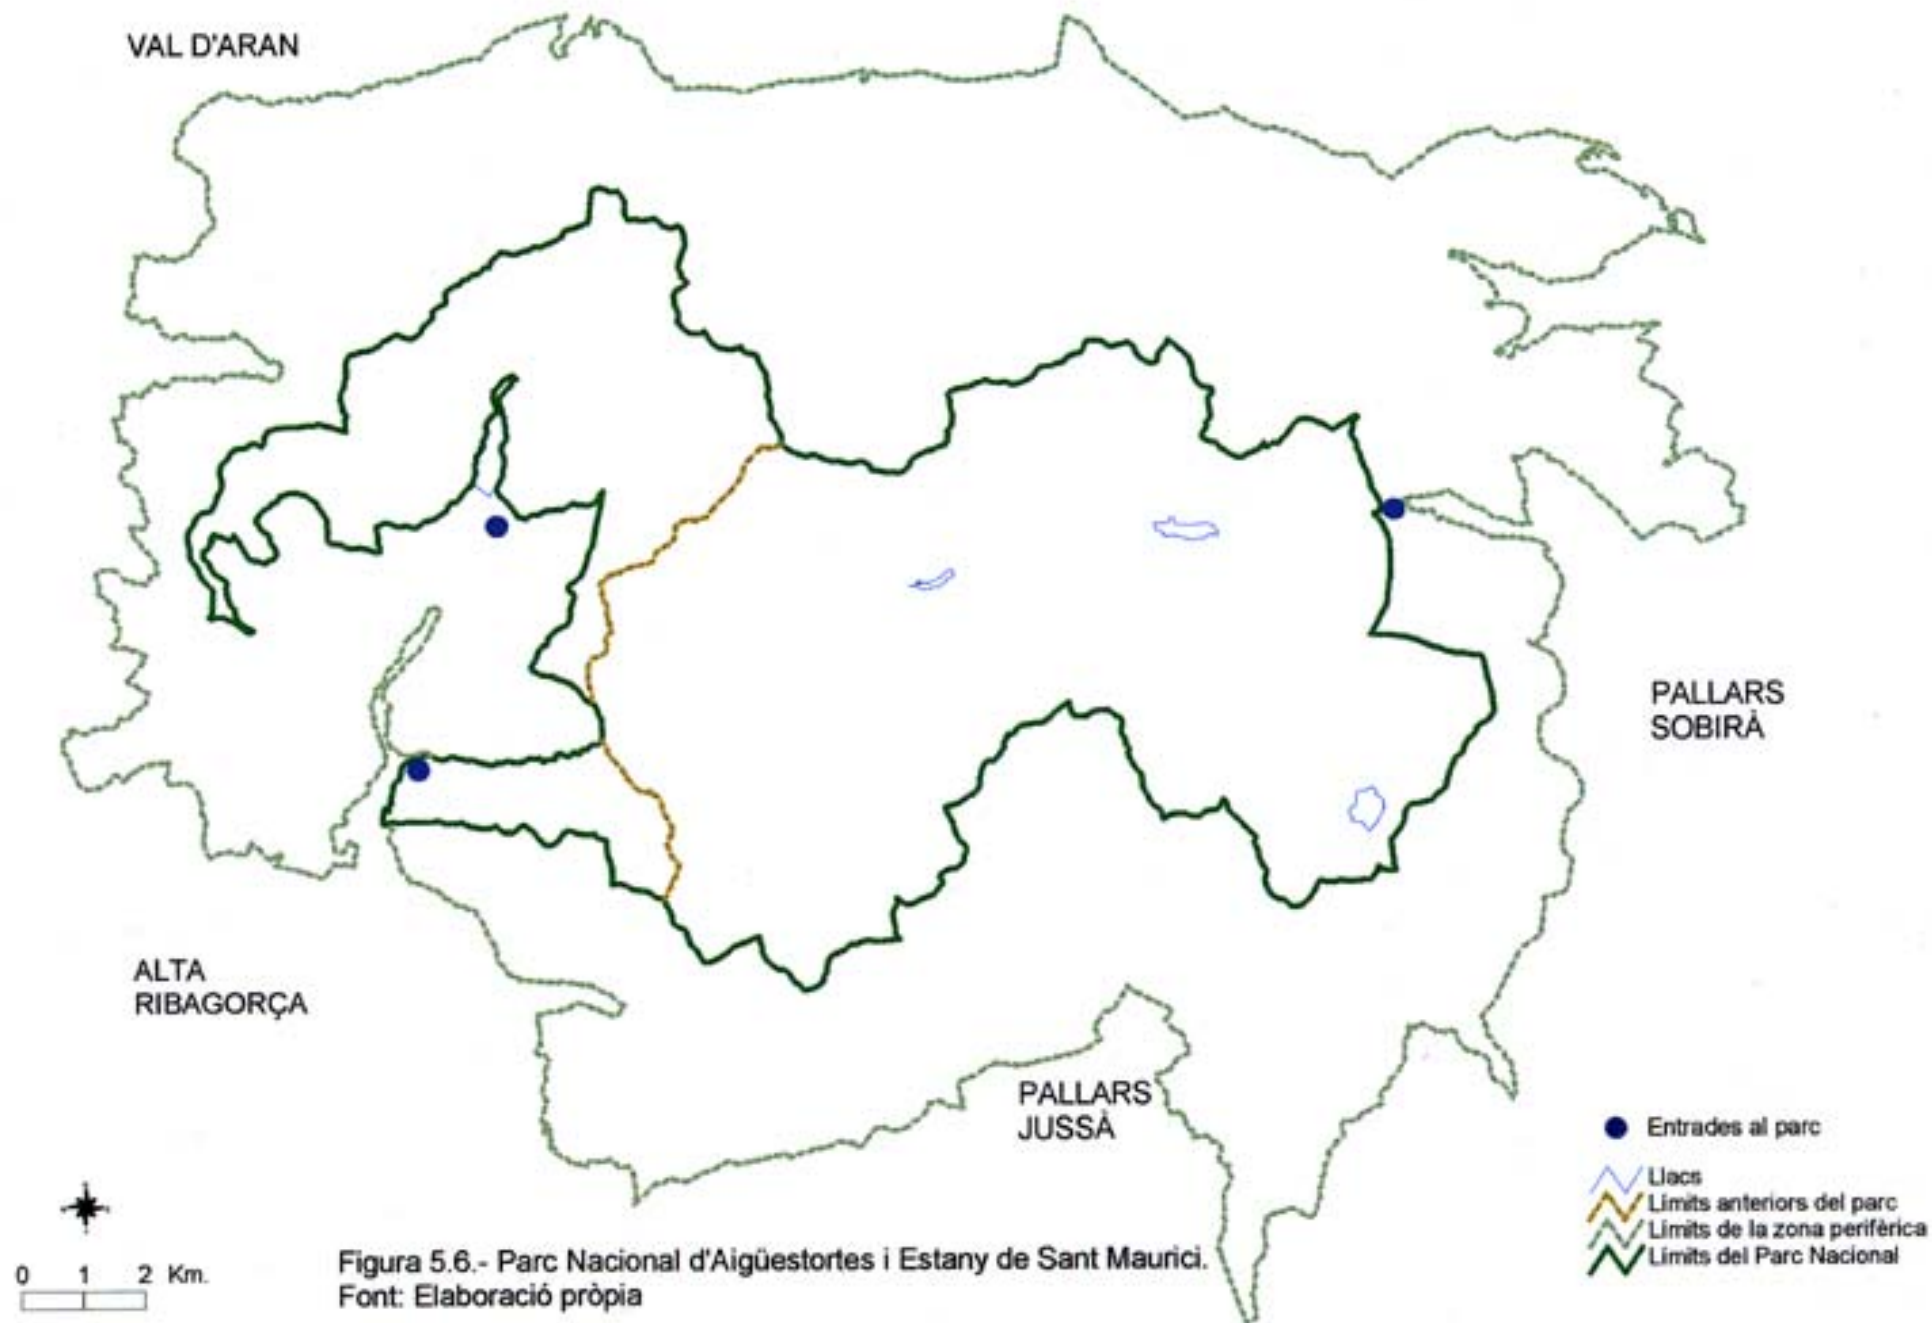 VAL D'ARAN
PALLARS
SOBIRÀ
ALTA
RIBAGORÇA
PALLARS
JUSSÀ
Entrades al parc
Llacs
Límits anteriors del parc
Límits de la zona perifèrica
Límits del Parc Nacional
0 1 2 Km.
Figura 5.6.- Parc Nacional d'Aigüestortes i Estany de Sant Maurici.
Font: Elaboració pròpia